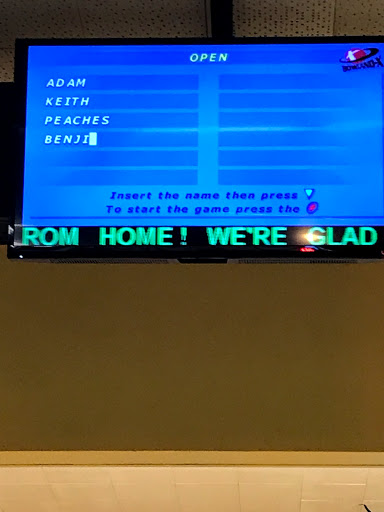 OPEN
ADAM
KEITH
PEACHES
BENJI
Insert the name then press
To start the game press the
ROM HOME! WE'RE GLAD